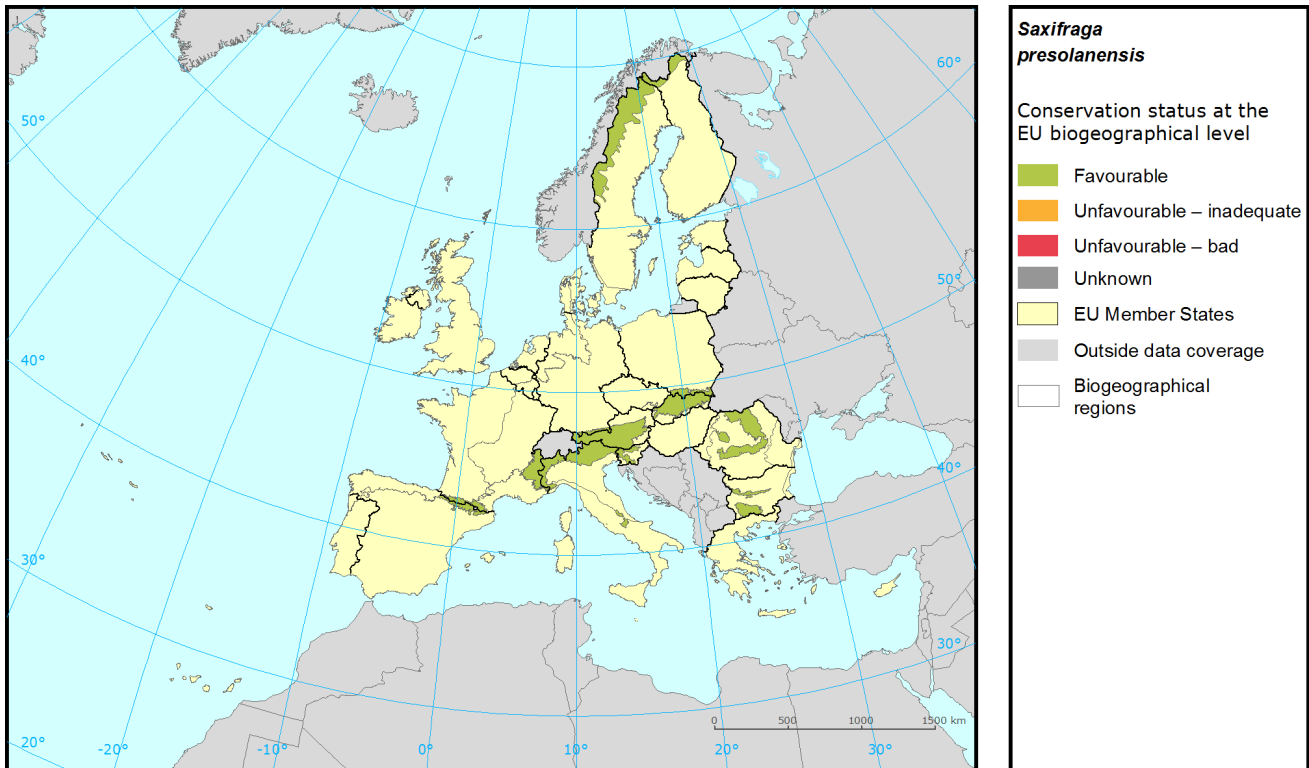 60°
50°
50°
40°
40°
30°
30°
20°
-20°
-10°
0°
10°
20°
30°
0 500 1000 1500 km
Saxifraga
presolanensis
Conservation status at the
EU biogeographical level
Favourable
Unfavourable – inadequate
Unfavourable – bad
Unknown
EU Member States
Outside data coverage
Biogeographical
regions